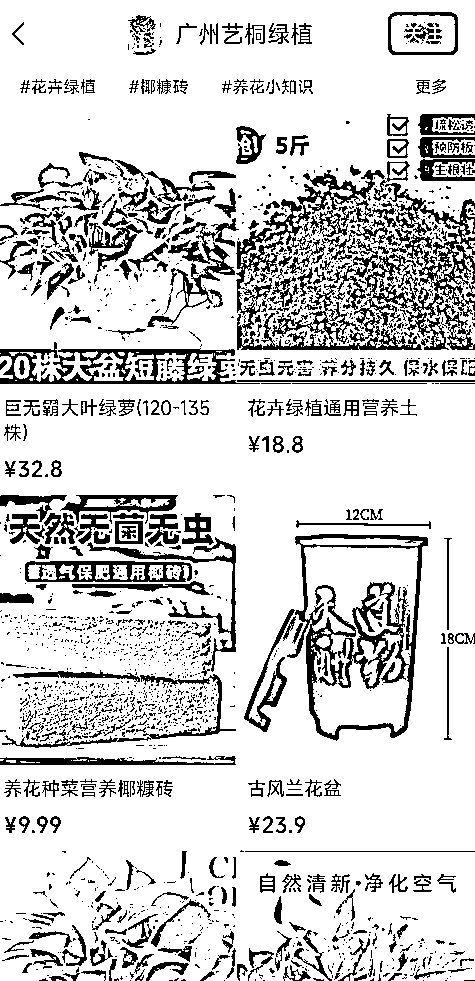 广州艺桐绿植
关注
#花卉绿植 #椰糠砖 #养花小知识 更多
5斤
疏松透
预防板
生根壮
20株大盆短藤绿萝
无虫无害 养分持久 保水保肥
巨无霸大叶绿萝(120-135
株)
¥32.8
花卉绿植通用营养土
¥18.8
天然无菌无虫
透气保肥通用椰砖
12CM
18CM
养花种菜营养椰糠砖
¥9.99
古风兰花盆
¥23.9
自然清新·净化空气